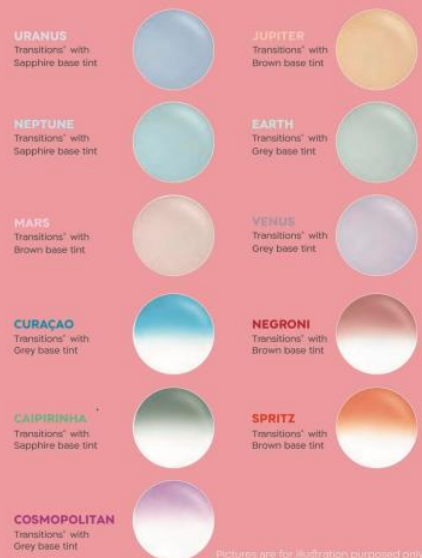 URANUS
Transitions® with
Sapphire base tint
JUPITER
Transitions® with
Brown base tint
NEPTUNE
Transitions® with
Sapphire base tint
EARTH
Transitions® with
Grey base tint
MARS
Transitions® with
Brown base tint
VENUS
Transitions® with
Grey base tint
CURAÇAO
Transitions® with
Grey base tint
NEGRONI
Transitions® with
Brown base tint
CAIPIRINHA
Transitions® with
Sapphire base tint
SPRITZ
Transitions® with
Brown base tint
COSMOPOLITAN
Transitions® with
Grey base tint
Pictures are for illustration purposed only